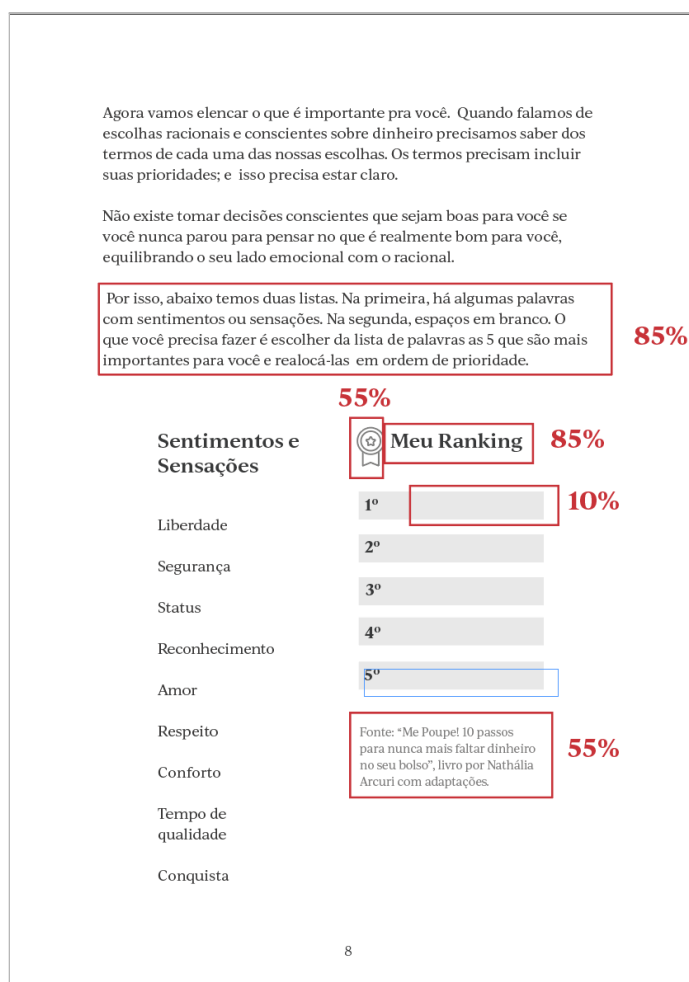 Agora vamos elencar o que é importante pra você.  Quando falamos de
escolhas racionais e conscientes sobre dinheiro precisamos saber dos
termos de cada uma das nossas escolhas. Os termos precisam incluir
suas prioridades; e  isso precisa estar claro.
Não existe tomar decisões conscientes que sejam boas para você se
você nunca parou para pensar no que é realmente bom para você,
equilibrando o seu lado emocional com o racional.
Por isso, abaixo temos duas listas. Na primeira, há algumas palavras
com sentimentos ou sensações. Na segunda, espaços em branco. O
que você precisa fazer é escolher da lista de palavras as 5 que são mais
importantes para você e realocá-las  em ordem de prioridade.
85%
55%
Sentimentos e
Sensações
Liberdade
Segurança
Status
Reconhecimento
Amor
Respeito
Conforto
Tempo de
qualidade
Conquista
Meu Ranking
85%
1º
10%
2º
3º
4º
5º
Fonte: “Me Poupe! 10 passos
para nunca mais faltar dinheiro
no seu bolso”, livro por Nathália
Arcuri com adaptações.
55%
8